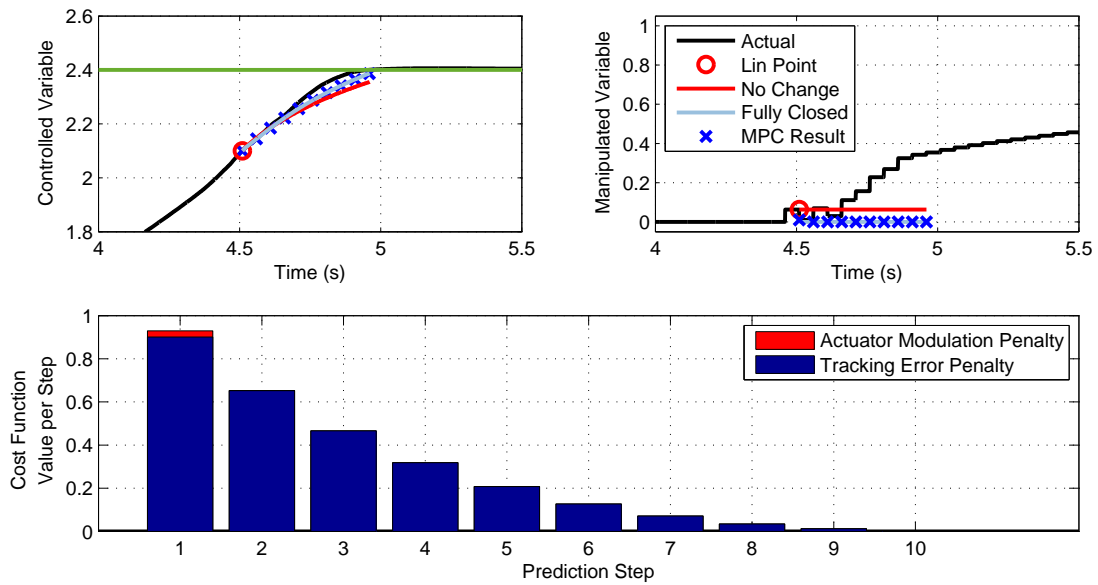 2.6
2.4
2.2
2
1.8
Controlled Variable
4
4.5
5
5.5
Time (s)
1
0.8
0.6
0.4
0.2
0
Manipulated Variable
Actual
Lin Point
No Change
Fully Closed
MPC Result
4
4.5
5
5.5
Time (s)
1
0.8
0.6
0.4
0.2
0
Cost Function
Value per Step
Actuator Modulation Penalty
Tracking Error Penalty
1 2 3 4 5 6 7 8 9 10
Prediction Step